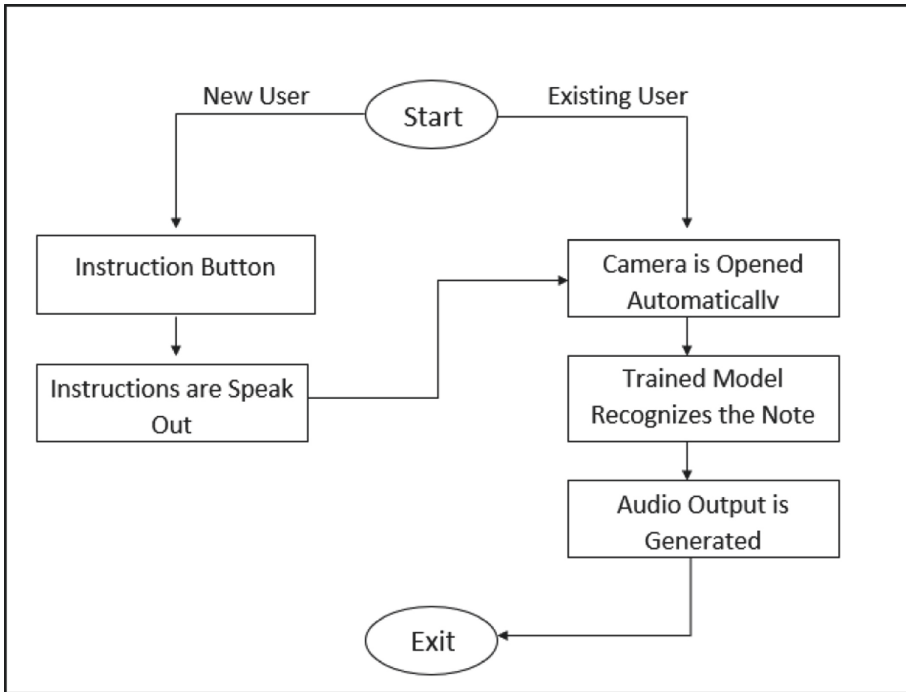 New User
Start
Existing User
Instruction Button
Camera is Opened
Automatically
Instructions are Speak
Out
Trained Model
Recognizes the Note
Audio Output is
Generated
Exit